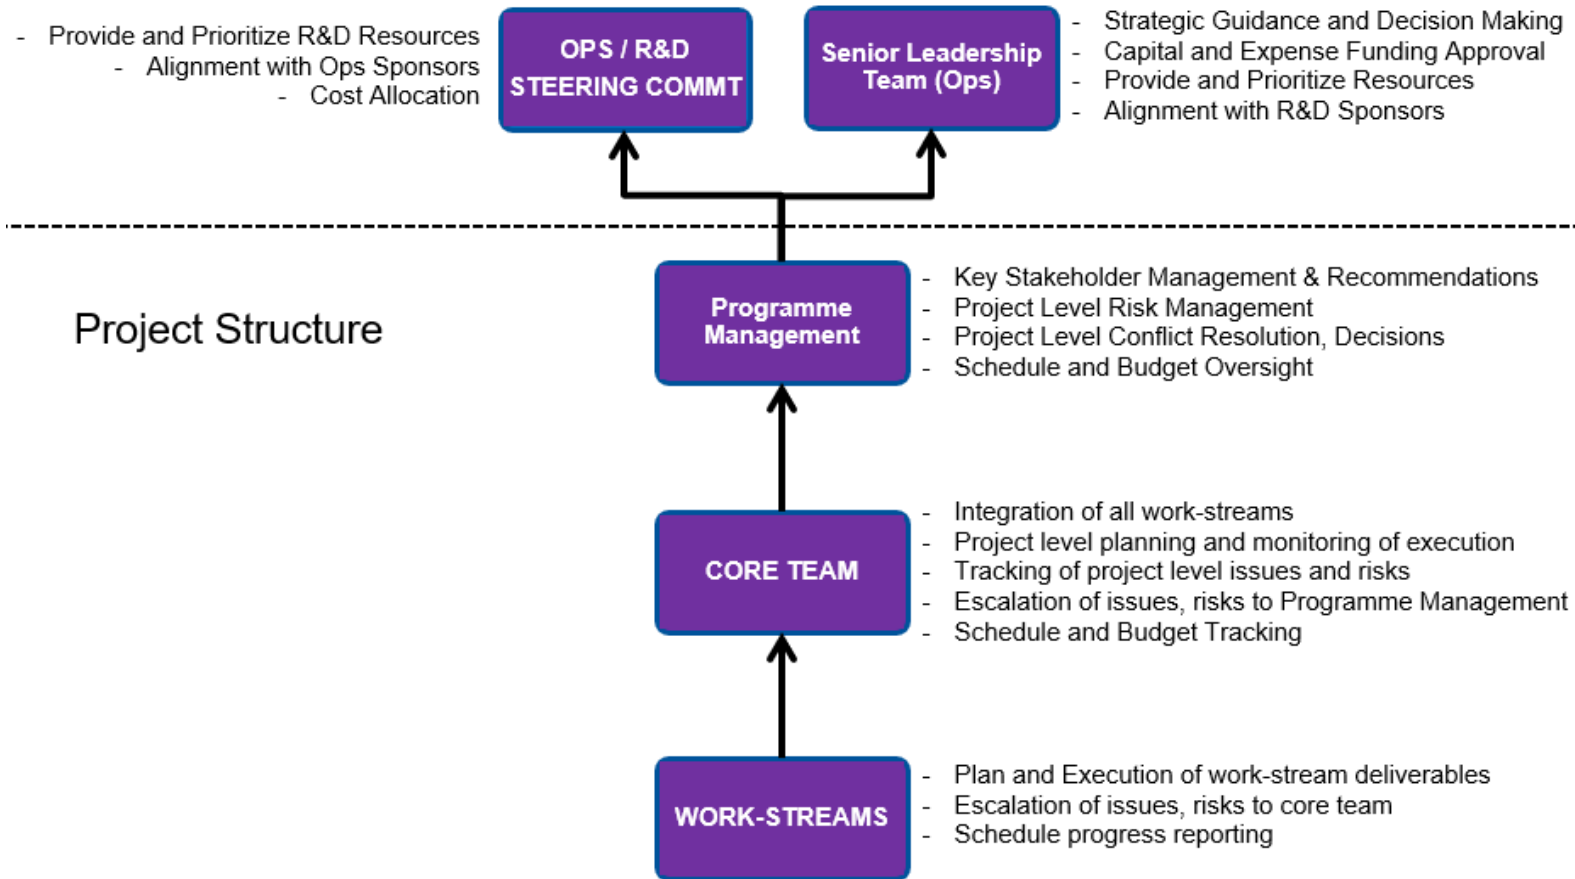 - Provide and Prioritize R&D Resources
- Alignment with Ops Sponsors
- Cost Allocation
OPS / R&D
STEERING COMMT
Senior Leadership
Team (Ops)
- Strategic Guidance and Decision Making
- Capital and Expense Funding Approval
- Provide and Prioritize Resources
- Alignment with R&D Sponsors
Project Structure
Programme
Management
- Key Stakeholder Management & Recommendations
- Project Level Risk Management
- Project Level Conflict Resolution, Decisions
- Schedule and Budget Oversight
CORE TEAM
- Integration of all work-streams
- Project level planning and monitoring of execution
- Tracking of project level issues and risks
- Escalation of issues, risks to Programme Management
- Schedule and Budget Tracking
WORK-STREAMS
- Plan and Execution of work-stream deliverables
- Escalation of issues, risks to core team
- Schedule progress reporting